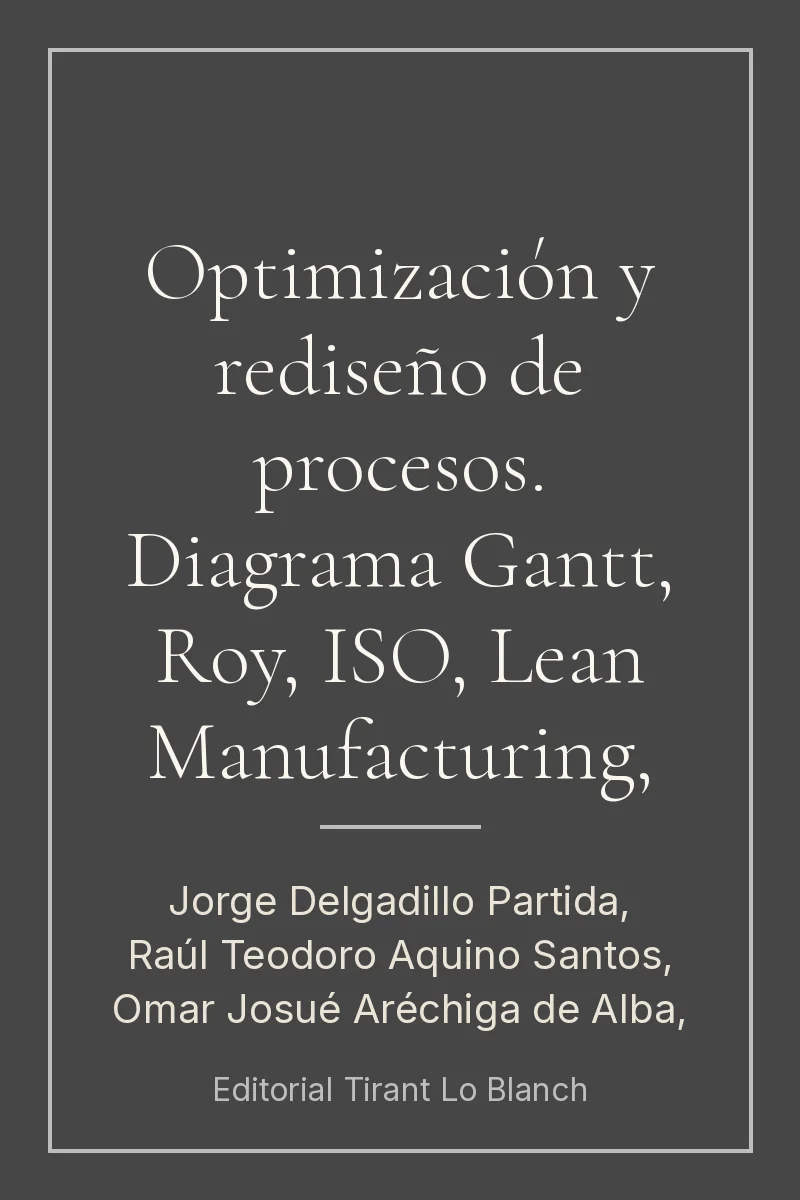 Optimización y
rediseño de
procesos.
Diagrama Gantt,
Roy, ISO, Lean
Manufacturing,
Jorge Delgadillo Partida,
Raúl Teodoro Aquino Santos,
Omar Josué Aréchiga de Alba,
Editorial Tirant Lo Blanch